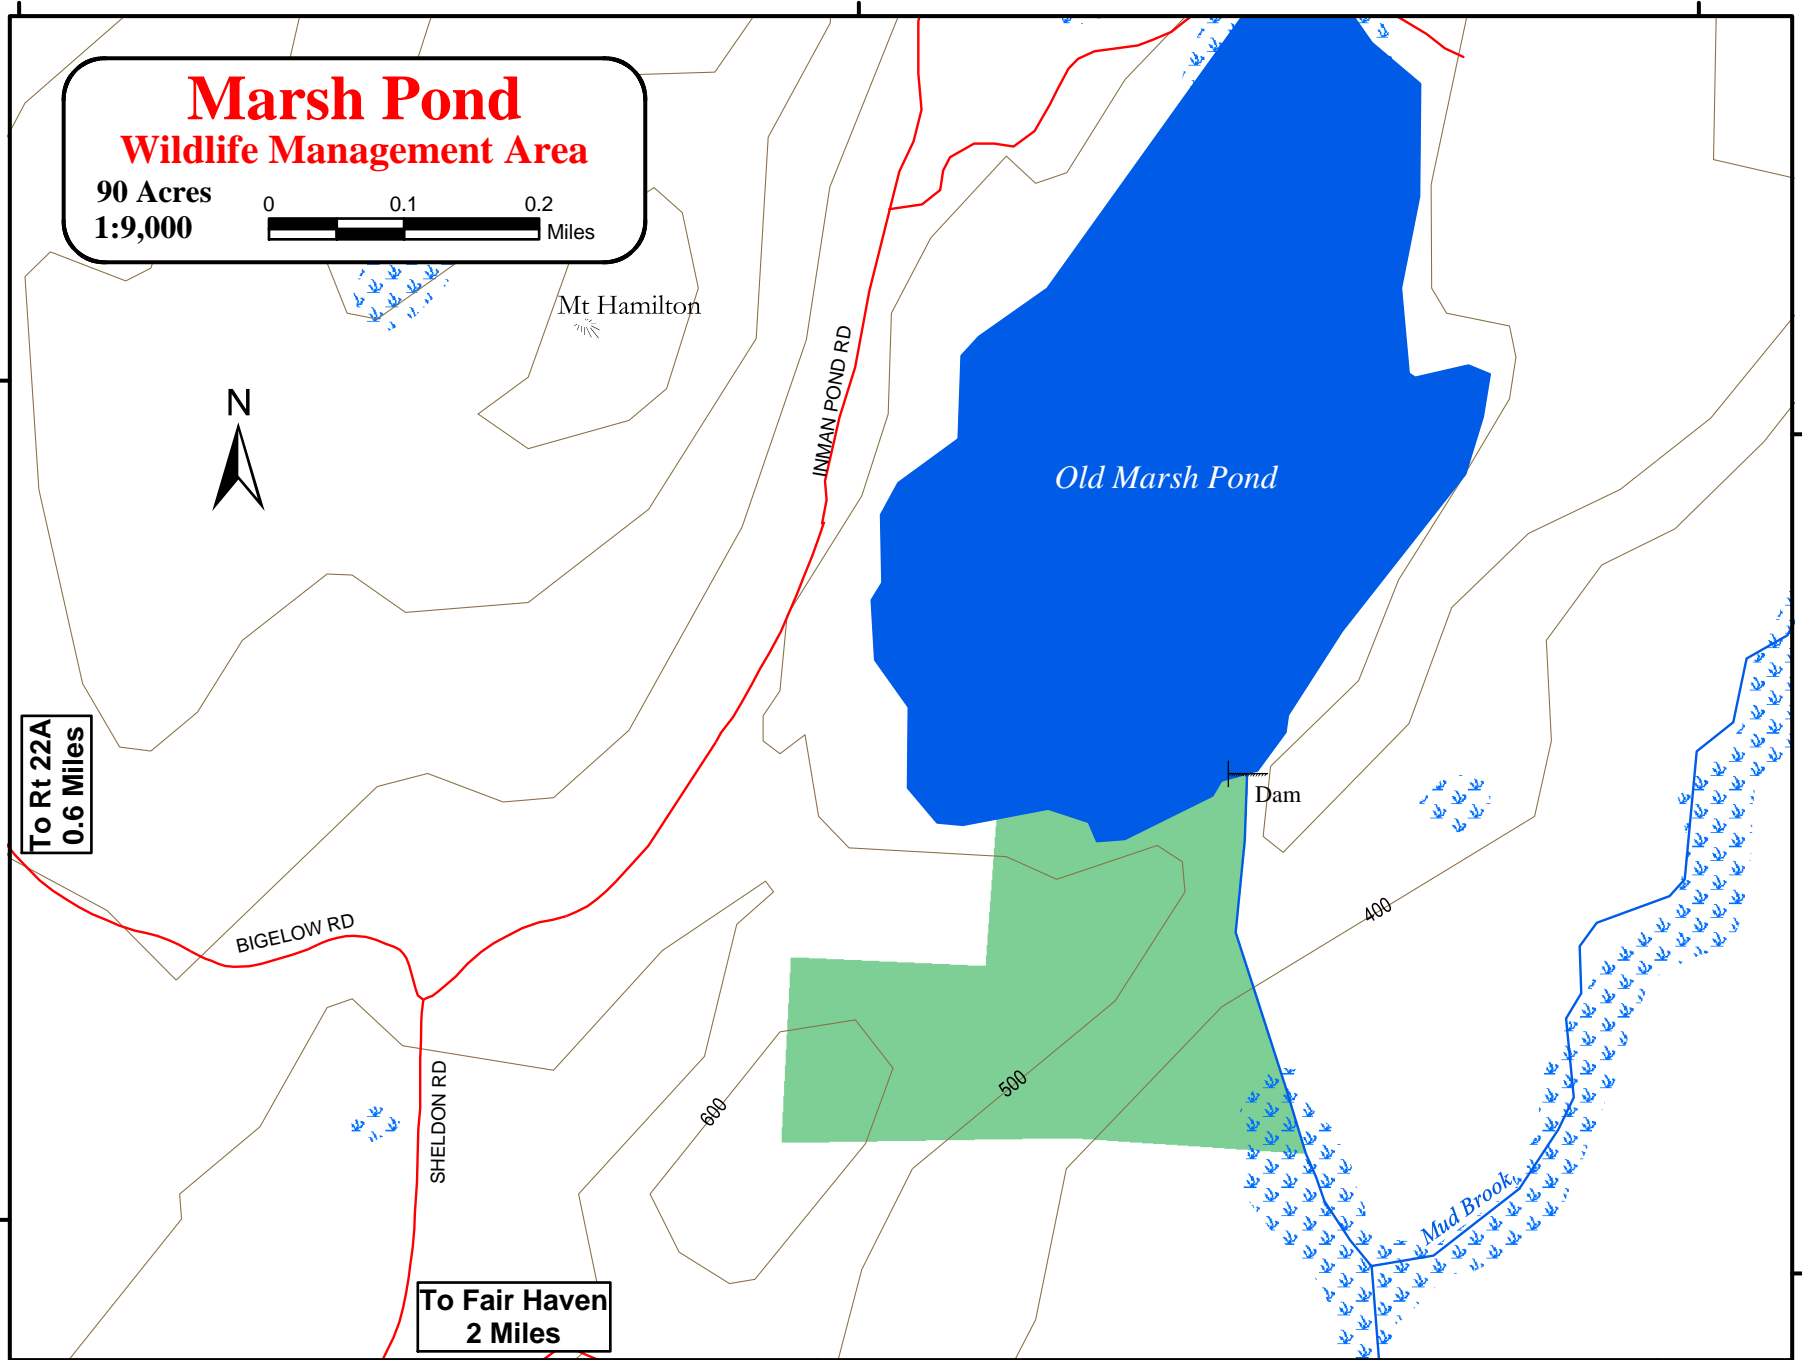 Marsh Pond
Wildlife Management Area
90 Acres
1:9,000
0 0.1 0.2
Miles
Mt Hamilton
N
INMAN POND RD
Old Marsh Pond
To Rt 22A
0.6 Miles
Dam
BIGELOW RD
400
SHELDON RD
600
500
Mud Brook
To Fair Haven
2 Miles